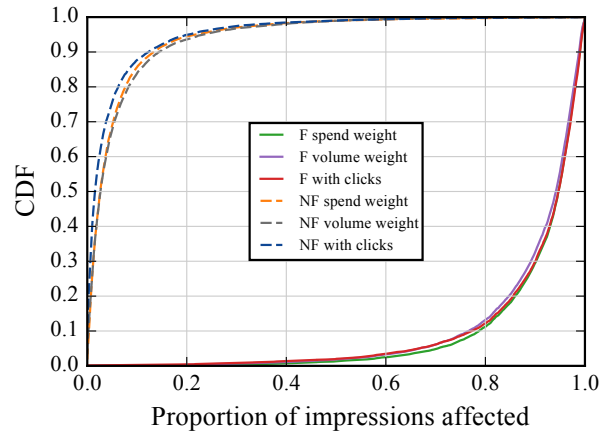 1.0
0.9
0.8
0.7
0.6
0.5
0.4
0.3
0.2
0.1
0.0
CDF
F spend weight
F volume weight
F with clicks
NF spend weight
NF volume weight
NF with clicks
0.0 0.2 0.4 0.6 0.8 1.0
Proportion of impressions affected